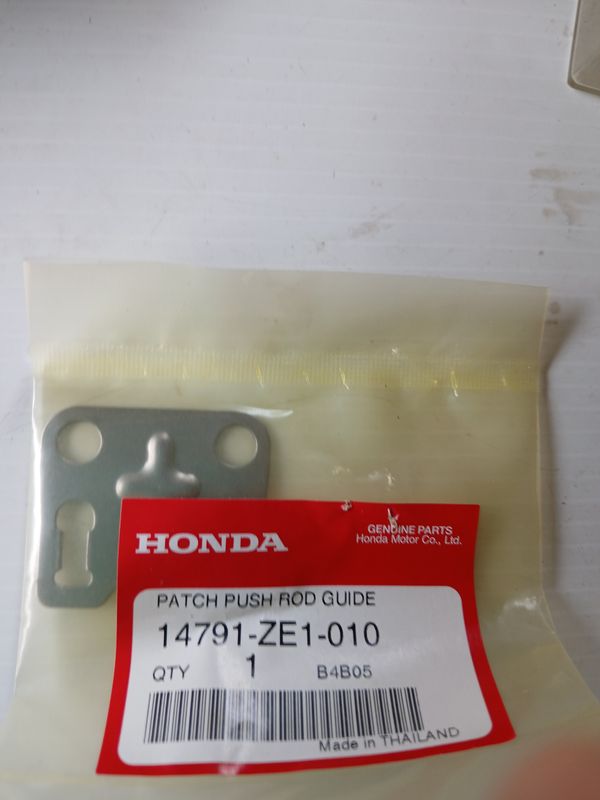 HONDA
GENUINE PARTS
Honda Motor Co., Ltd.
PATCH PUSH ROD GUIDE
14791-ZE1-010
QTY 1 B4B05
Made in THAILAND